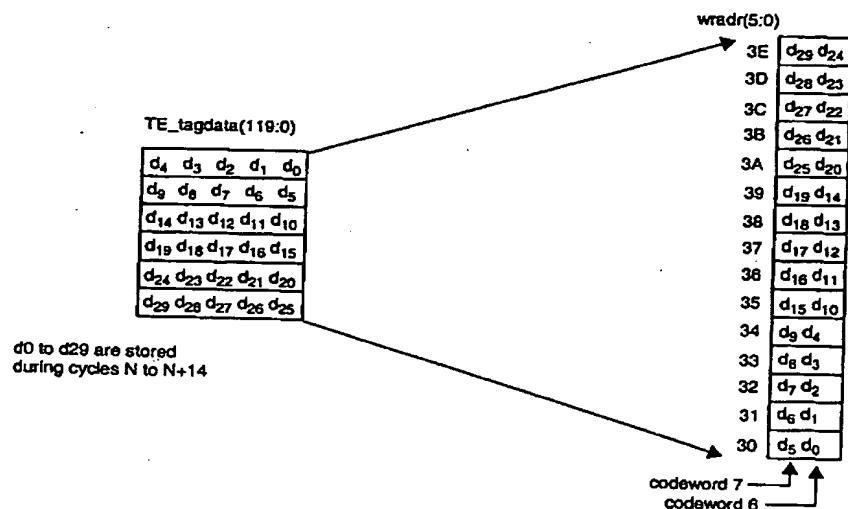 wradr(5:0)
3E d29 d24
3D d28 d23
3C d27 d22
3B d26 d21
3A d25 d20
39 d19 d14
38 d18 d13
37 d17 d12
36 d16 d11
35 d15 d10
34 d9 d4
33 d8 d3
32 d7 d2
31 d6 d1
30 d5 d0
codeword 7
codeword 6
TE_tagdata(119:0)
d4 d3 d2 d1 d0
d9 d8 d7 d6 d5
d14 d13 d12 d11 d10
d19 d18 d17 d16 d15
d24 d23 d22 d21 d20
d29 d28 d27 d26 d25
d0 to d29 are stored
during cycles N to N+14